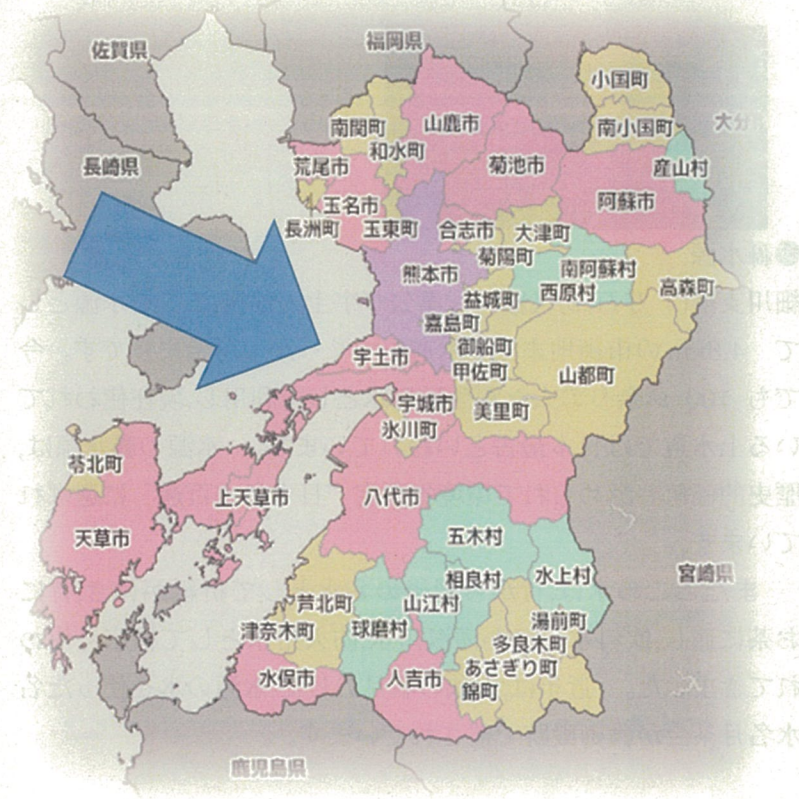 佐賀県
福岡県
小国町
南関町
山鹿市
南小国町
大分
和水町
長崎県
荒尾市
菊池市
産山村
玉名市
阿蘇市
長洲町
玉東町
合志市
大津町
菊陽町
熊本市
南阿蘇村
高森町
益城町
西原村
嘉島町
御船町
宇土市
甲佐町
山都町
宇城市
美里町
氷川町
苓北町
上天草市
八代市
天草市
五木村
相良村
水上村
宮崎県
芦北町
山江村
津奈木町
球磨村
湯前町
多良木町
あさぎり町
水俣市
人吉市
錦町
鹿児島県